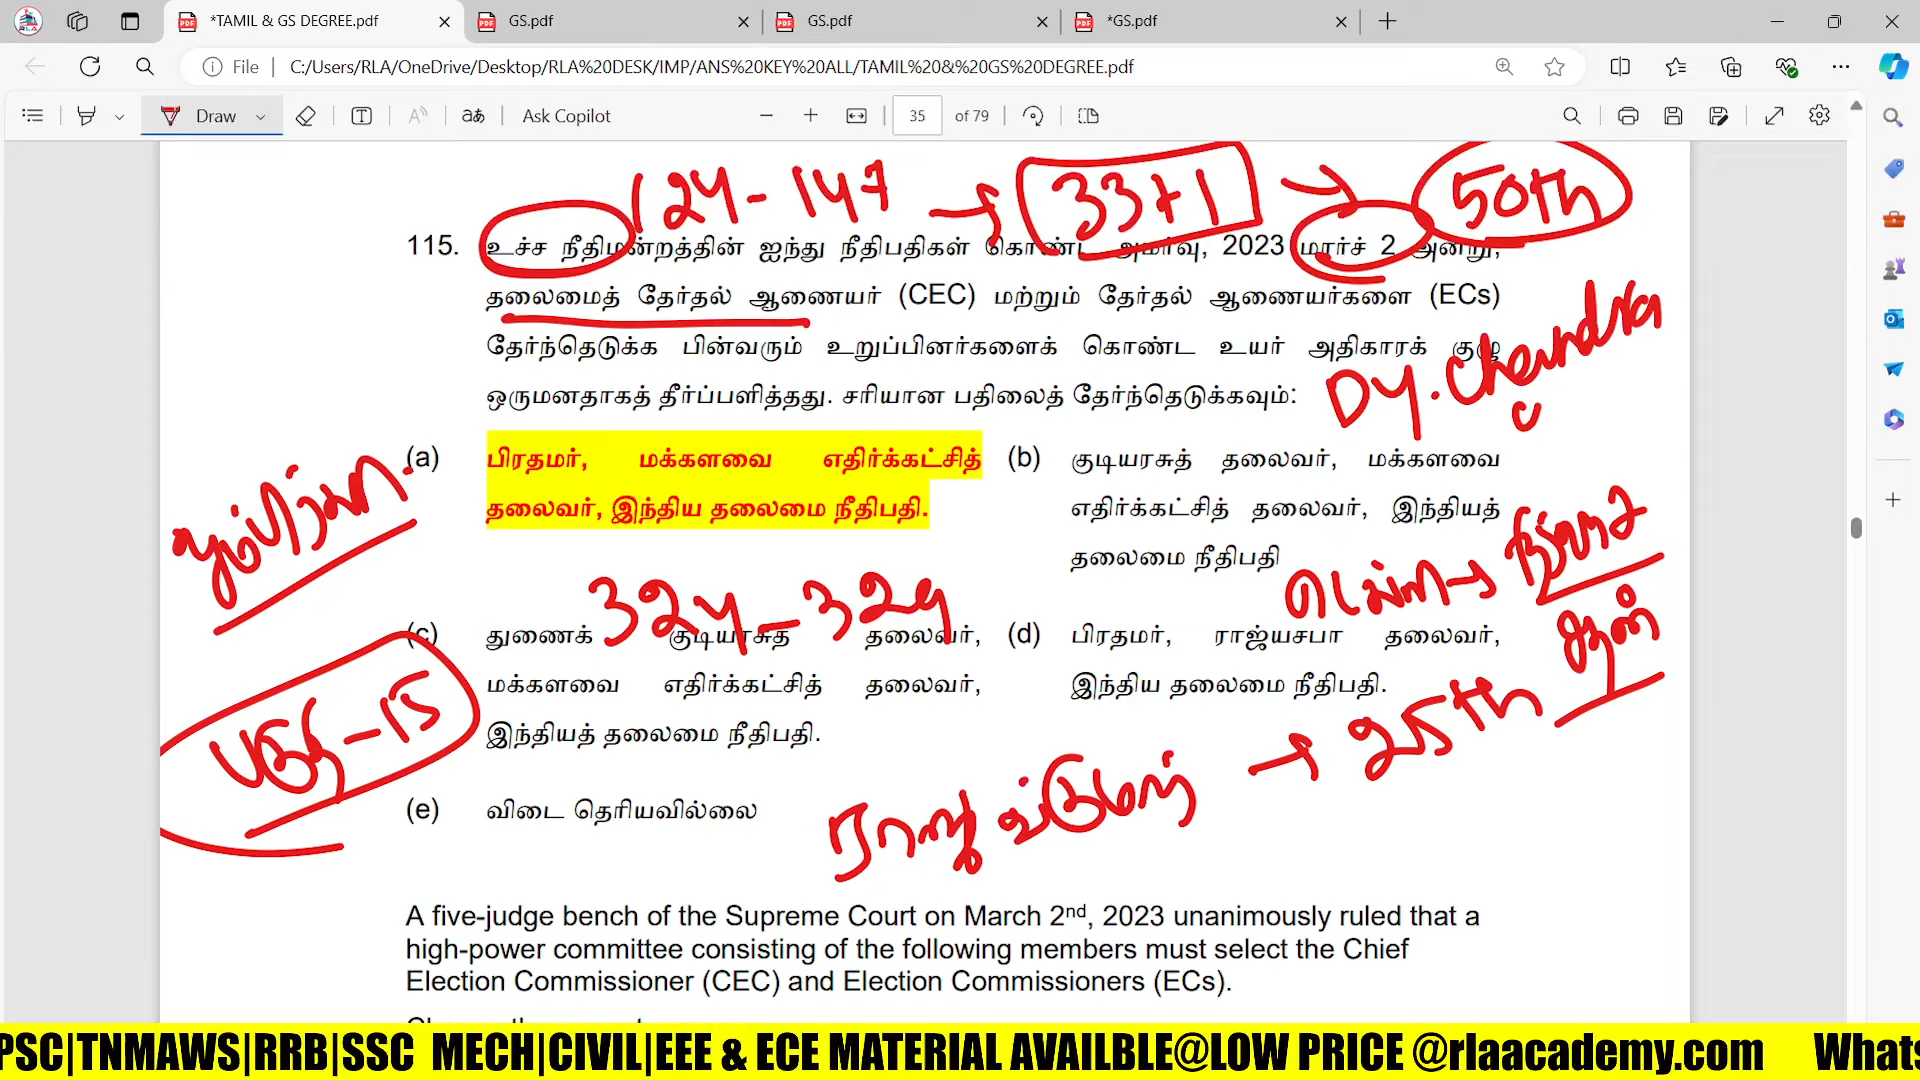 *TAMIL & GS DEGREE.pdf
GS.pdf
GS.pdf
*GS.pdf
File
C:/Users/RLA/OneDrive/Desktop/RLA%20DESK/IMP/ANS%20KEY%20ALL/TAMIL%20&%20GS%20DEGREE.pdf
Draw
Ask Copilot
35 of 79
124-147 → 33+1 → 50th
115. உச்ச நீதிமன்றத்தின் ஐந்து நீதிபதிகள் கொண்ட அமர்வு, 2023 மார்ச் 2 அன்று,
தலைமைத் தேர்தல் ஆணையர் (CEC) மற்றும் தேர்தல் ஆணையர்களை (ECs)
தேர்ந்தெடுக்க பின்வரும் உறுப்பினர்களைக் கொண்ட உயர் அதிகாரக் குழு
ஒருமனதாகத் தீர்ப்பளித்தது. சரியான பதிலைத் தேர்ந்தெடுக்கவும்:
DY. Chandra
C
(a) பிரதமர், மக்களவை எதிர்க்கட்சித்
தலைவர், இந்திய தலைமை நீதிபதி.
(b) குடியரசுத் தலைவர், மக்களவை
எதிர்க்கட்சித் தலைவர், இந்தியத்
தலைமை நீதிபதி
324-329
(c) துணைக் குடியரசுத் தலைவர்,
மக்களவை எதிர்க்கட்சித் தலைவர்,
இந்தியத் தலைமை நீதிபதி.
(d) பிரதமர், ராஜ்யசபா தலைவர்,
இந்திய தலைமை நீதிபதி.
பகுதி-15
→ 25th
(e) விடை தெரியவில்லை
A five-judge bench of the Supreme Court on March 2nd, 2023 unanimously ruled that a
high-power committee consisting of the following members must select the Chief
Election Commissioner (CEC) and Election Commissioners (ECs).
PSC|TNMAWS|RRB|SSC MECH|CIVIL|EEE & ECE MATERIAL AVAILBLE@LOW PRICE @rlaacademy.com Whats